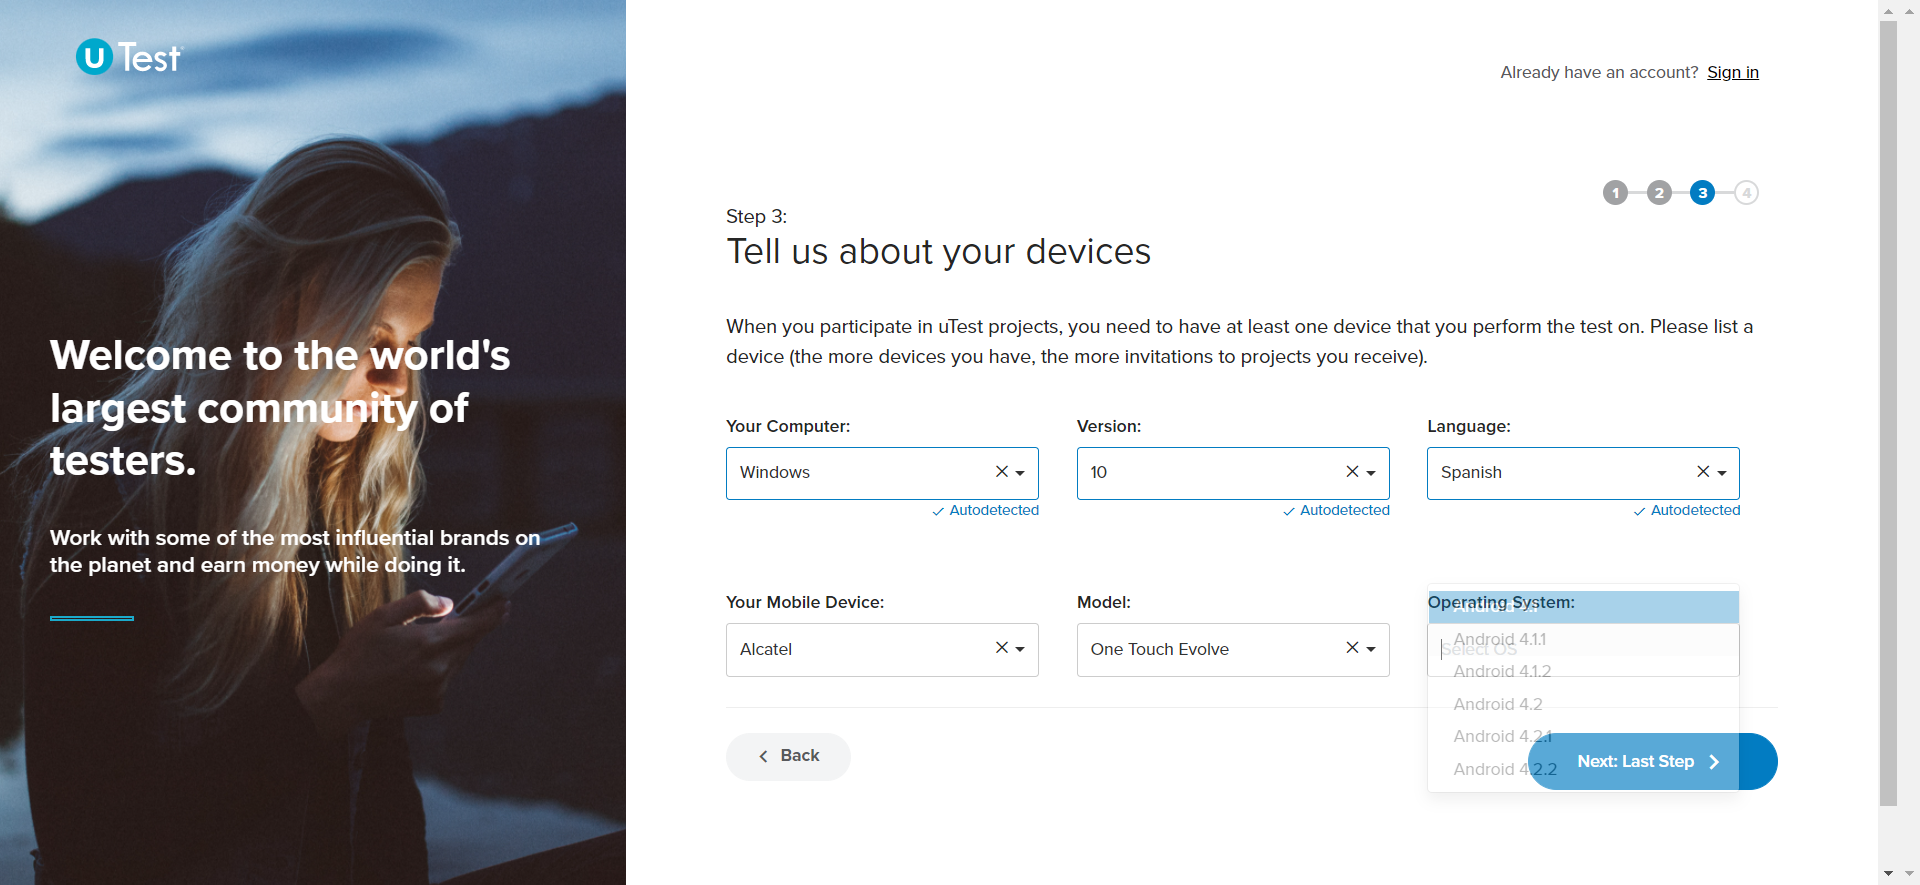 U Test
Already have an account? Sign in
1 2 3 4
Step 3:
Tell us about your devices
When you participate in uTest projects, you need to have at least one device that you perform the test on. Please list a
device (the more devices you have, the more invitations to projects you receive).
Welcome to the world's
largest community of
testers.
Work with some of the most influential brands on
the planet and earn money while doing it.
Your Computer: Version: Language:
Windows 10 Spanish
Autodetected Autodetected Autodetected
Your Mobile Device: Model: Operating System:
Alcatel One Touch Evolve Select OS
Android 4.1.1
Android 4.1.2
Android 4.2
Android 4.2.1
Android 4.2.2
Back Next: Last Step